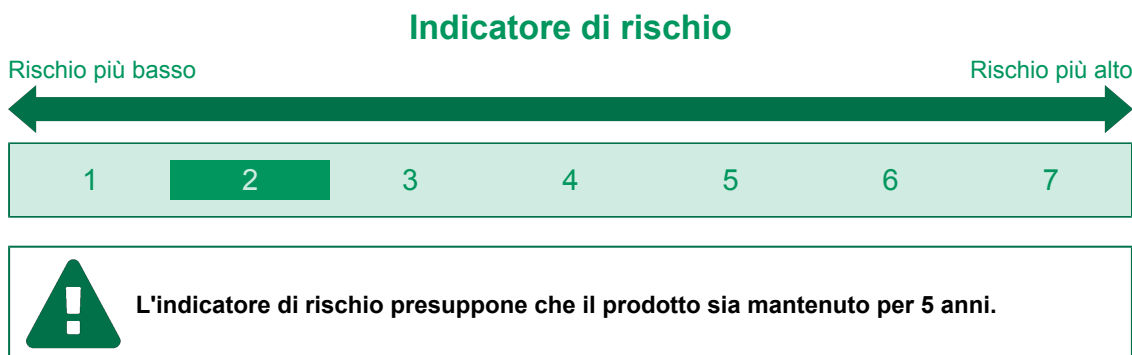 Indicatore di rischio
Rischio più basso
Rischio più alto
1 2 3 4 5 6 7
L'indicatore di rischio presuppone che il prodotto sia mantenuto per 5 anni.